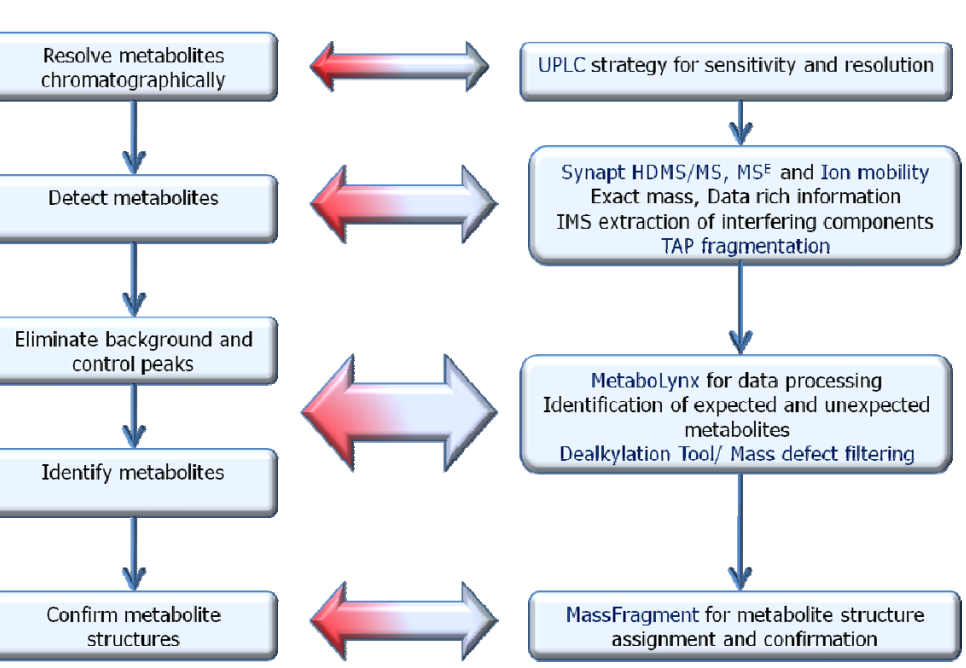 Resolve metabolites
chromatographically
UPLC strategy for sensitivity and resolution
Detect metabolites
Synapt HDMS/MS, MSᴱ and Ion mobility
Exact mass, Data rich information
IMS extraction of interfering components
TAP fragmentation
Eliminate background and
control peaks
MetaboLynx for data processing
Identification of expected and unexpected
metabolites
Dealkylation Tool/ Mass defect filtering
Identify metabolites
Confirm metabolite
structures
MassFragment for metabolite structure
assignment and confirmation